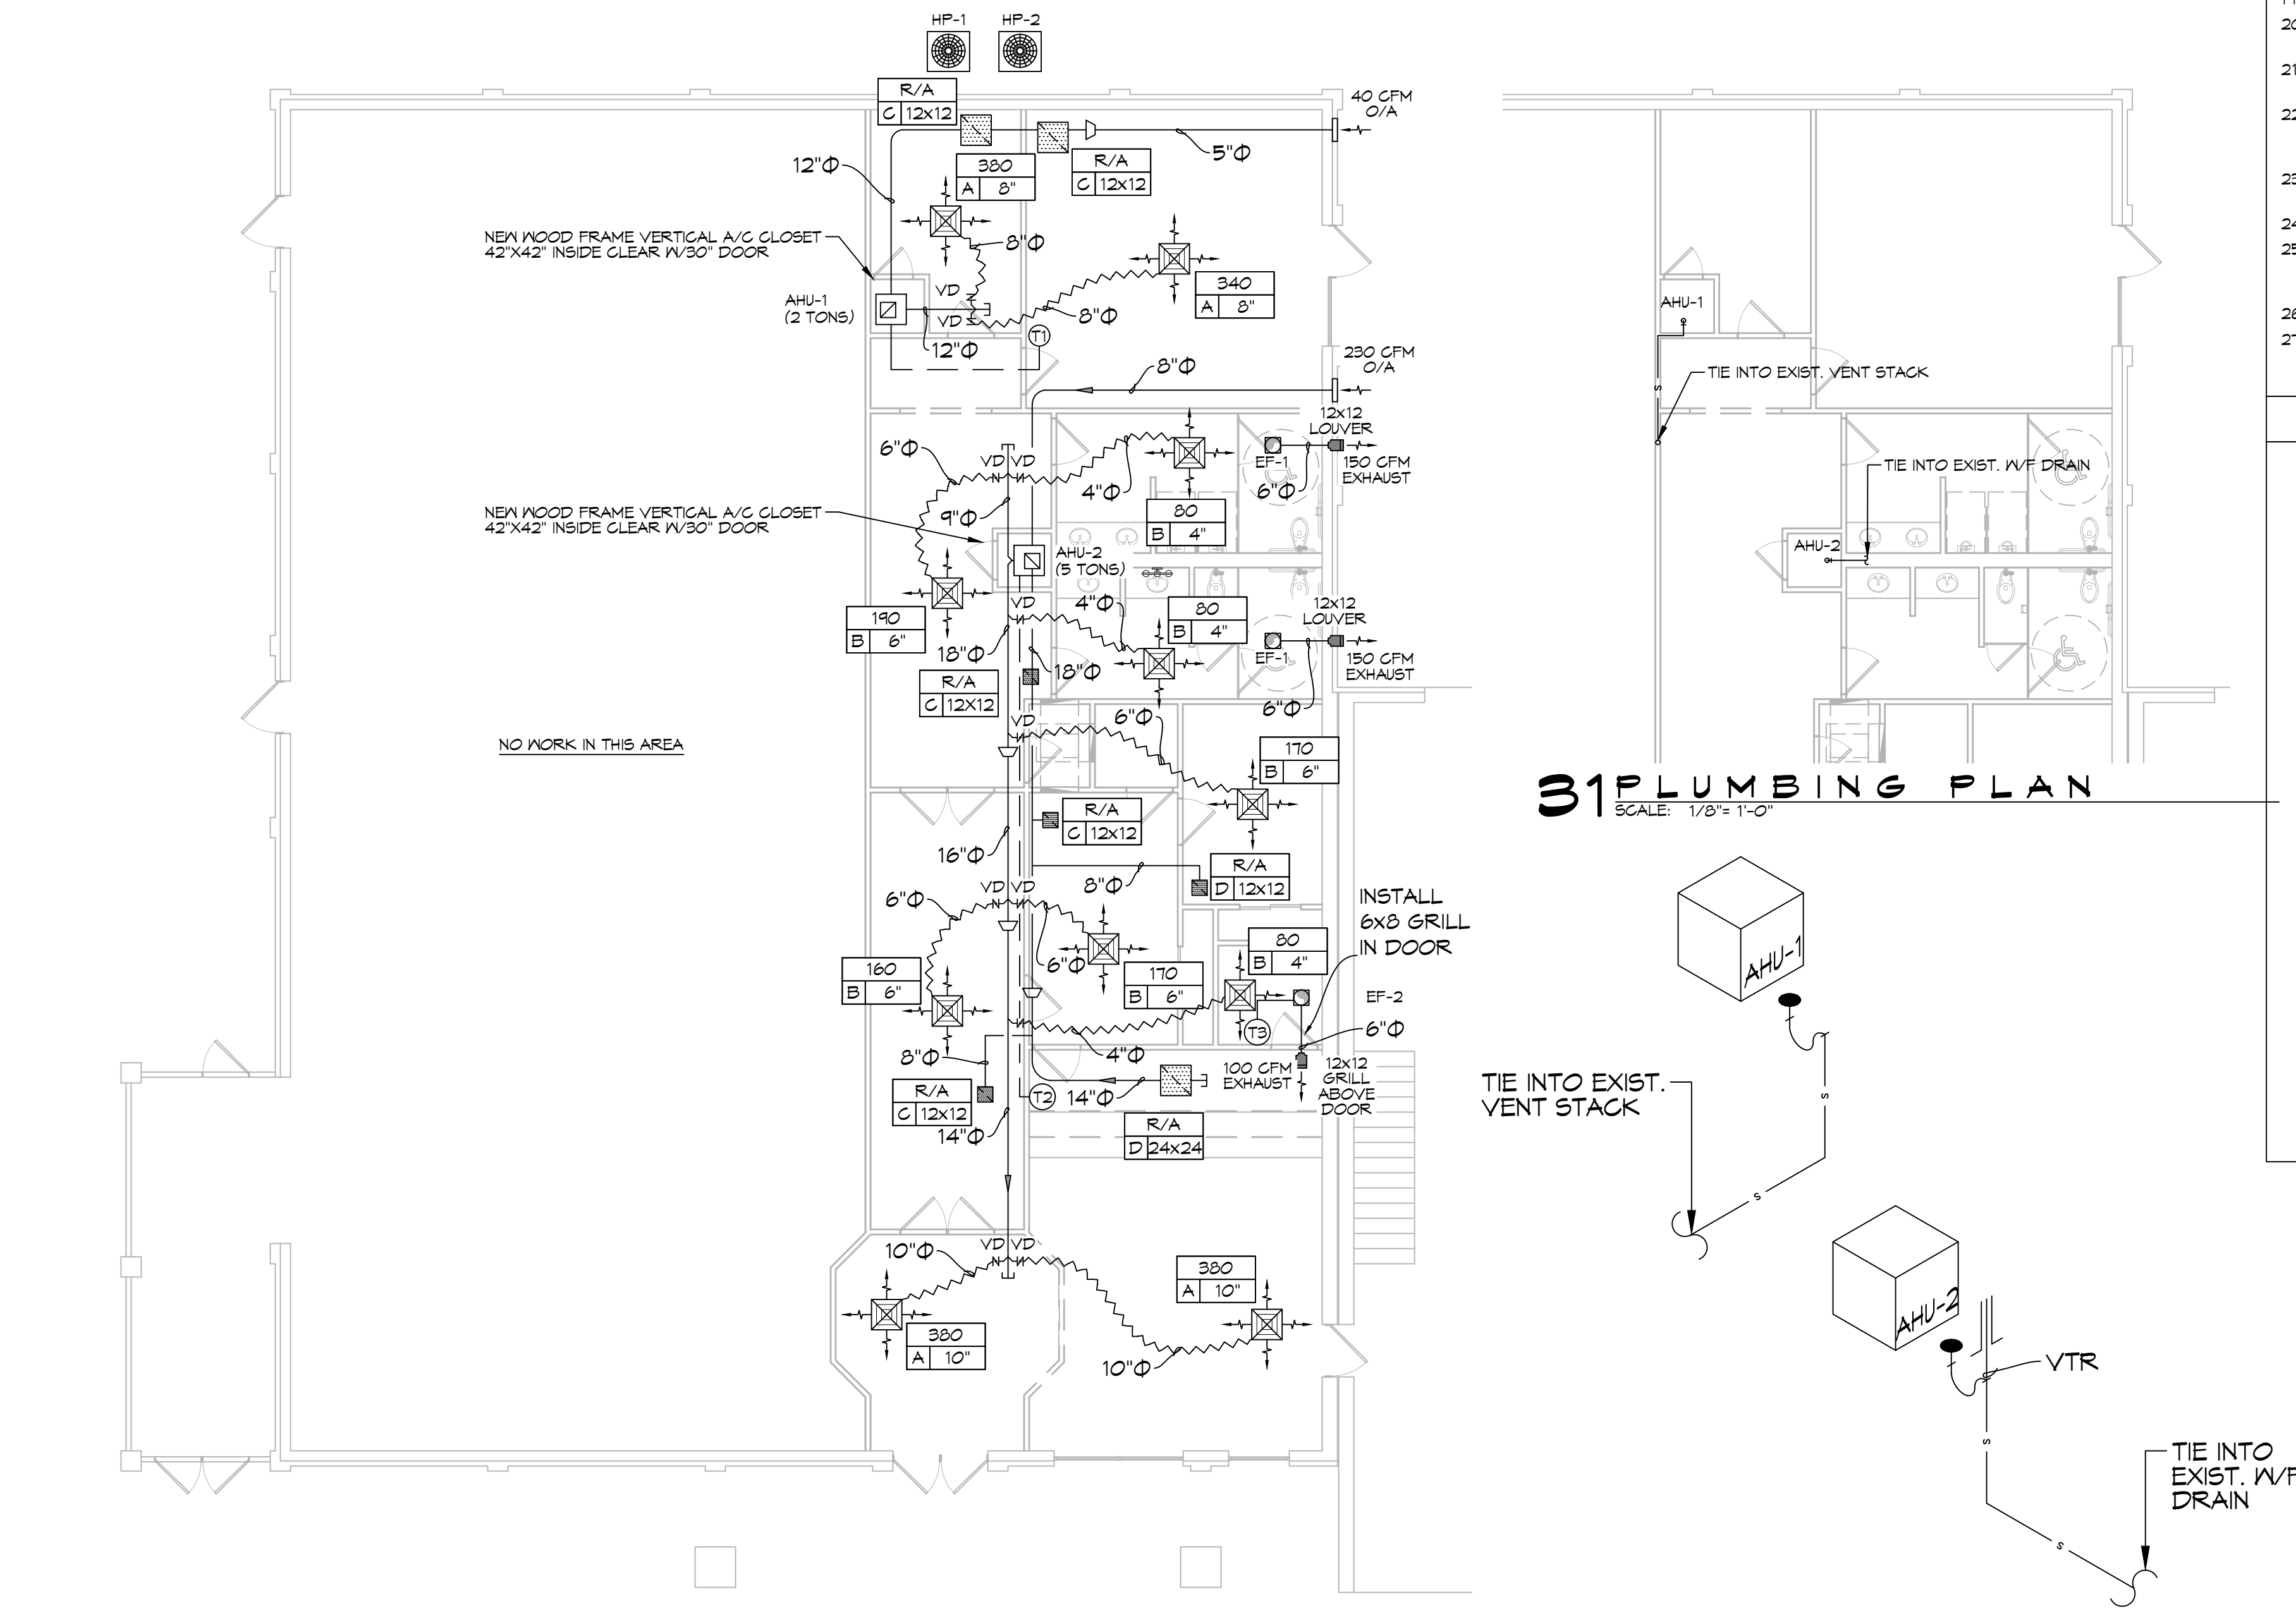 HP-1
HP-2
R/A
C 12x12
40 CFM
O/A
12"Φ
380
A 8"
R/A
C 12x12
5"Φ
NEW WOOD FRAME VERTICAL A/C CLOSET
42"X42" INSIDE CLEAR W/30" DOOR
8"Φ
340
A 8"
AHU-1
(2 TONS)
VD
VD
8"Φ
12"Φ
T1
230 CFM
O/A
8"Φ
12x12
LOUVER
6"Φ
VD VD
EF-1
150 CFM
EXHAUST
4"Φ
6"Φ
NEW WOOD FRAME VERTICAL A/C CLOSET
42"X42" INSIDE CLEAR W/30" DOOR
9"Φ
80
B 4"
AHU-2
(5 TONS)
190
B 6"
VD
4"Φ
80
B 4"
12x12
LOUVER
18"Φ
18"Φ
EF-1
150 CFM
EXHAUST
R/A
C 12X12
6"Φ
VD
6"Φ
NO WORK IN THIS AREA
170
B 6"
R/A
C 12x12
16"Φ
R/A
D 12x12
8"Φ
6"Φ
VD VD
INSTALL
6x8 GRILL
IN DOOR
80
B 4"
160
B 6"
6"Φ
170
B 6"
EF-2
T3
6"Φ
8"Φ
4"Φ
100 CFM
EXHAUST
12x12
GRILL
ABOVE
DOOR
R/A
C 12x12
T2
14"Φ
14"Φ
R/A
D 24x24
10"Φ
VD VD
380
A 10"
380
A 10"
10"Φ
AHU-1
TIE INTO EXIST. VENT STACK
S
TIE INTO EXIST. W/F DRAIN
AHU-2
31 PLUMBING PLAN
SCALE: 1/8"= 1'-0"
AHU-1
TIE INTO EXIST.
VENT STACK
S
S
AHU-2
VTR
S
TIE INTO
EXIST. W/F
DRAIN
S
20
21
22
23
24
25
26
27